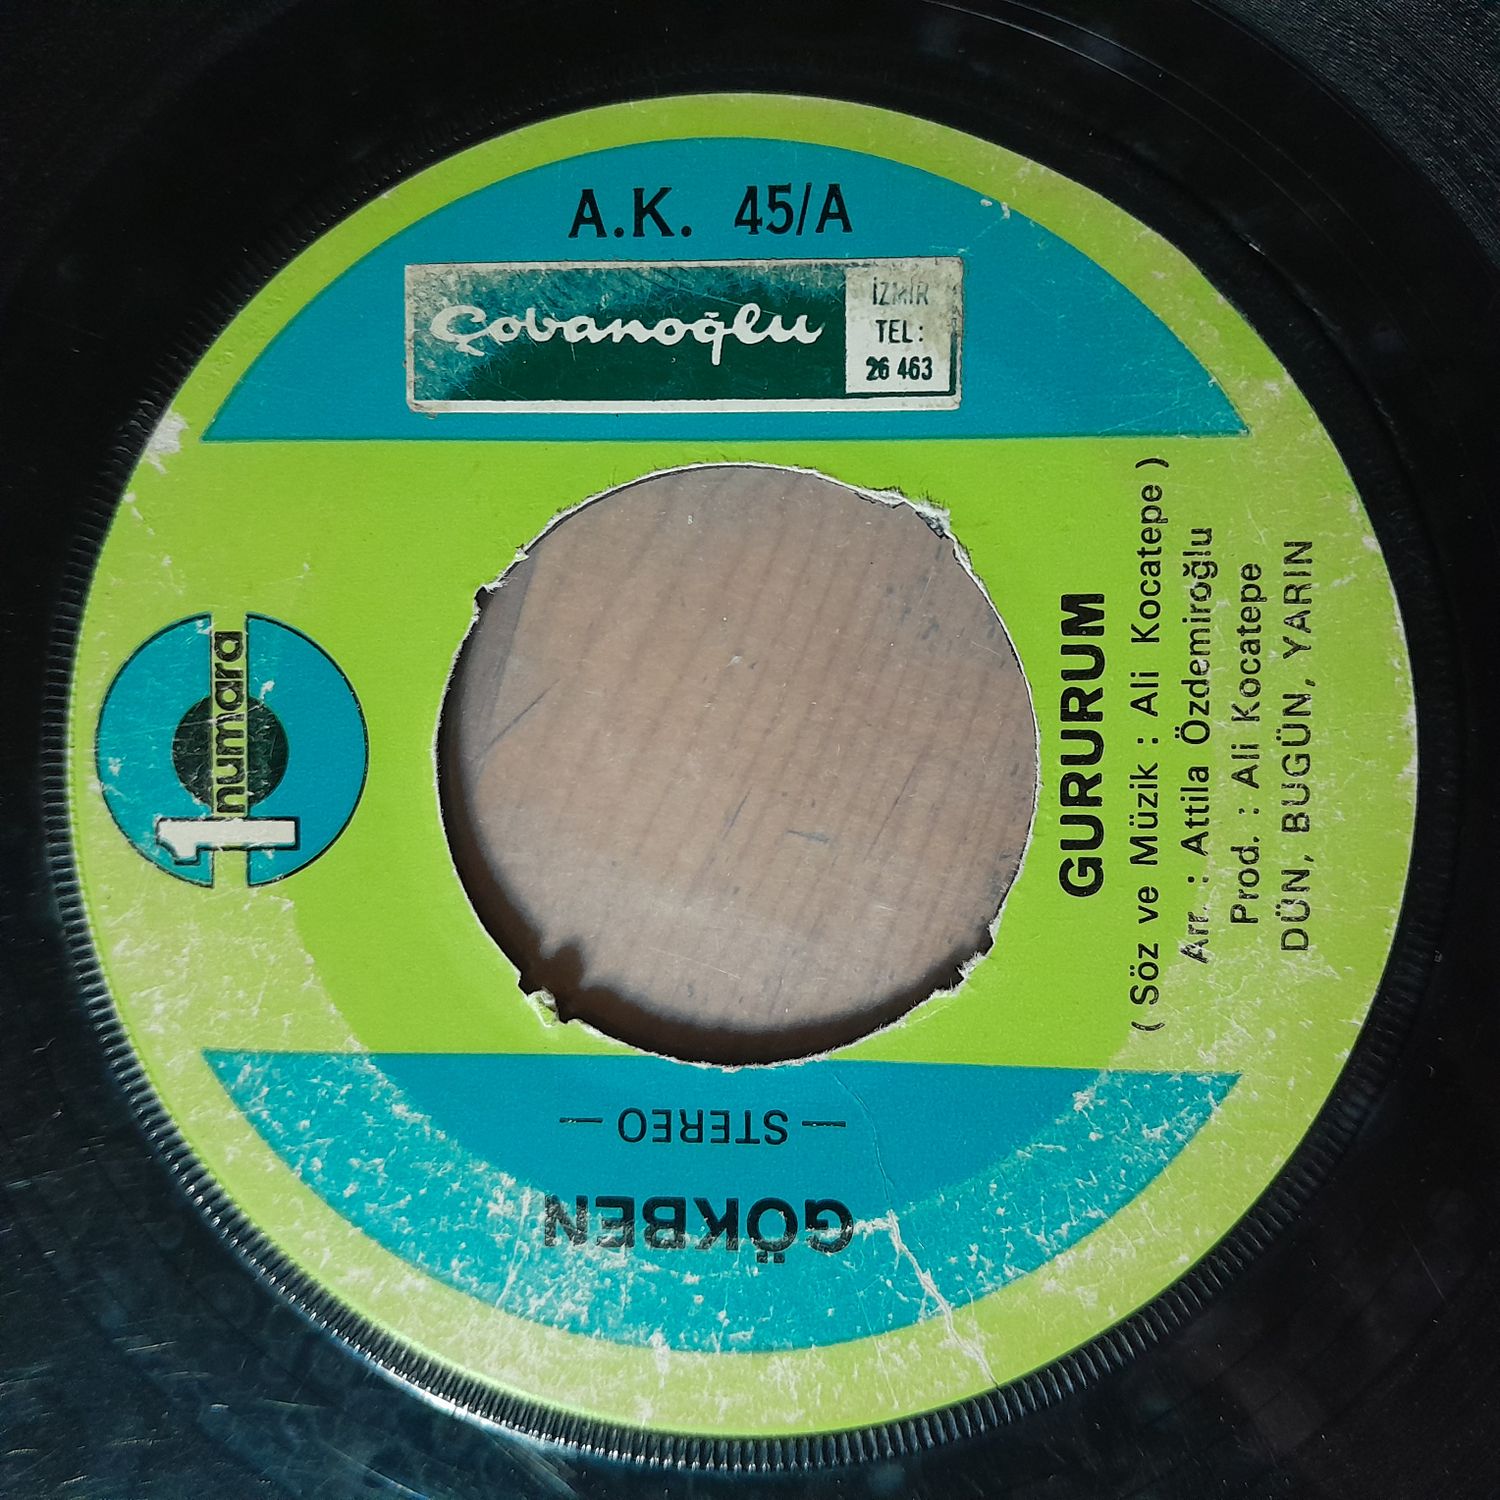 A.K. 45/A
Çobanoğlu
İZMİR
TEL:
26 463
1 numara
GURURUM
( Söz ve Müzik : Ali Kocatepe )
Arr. : Attila Özdemiroğlu
Prod. : Ali Kocatepe
DÜN, BUGÜN, YARIN
— STEREO —
GÖKBEN